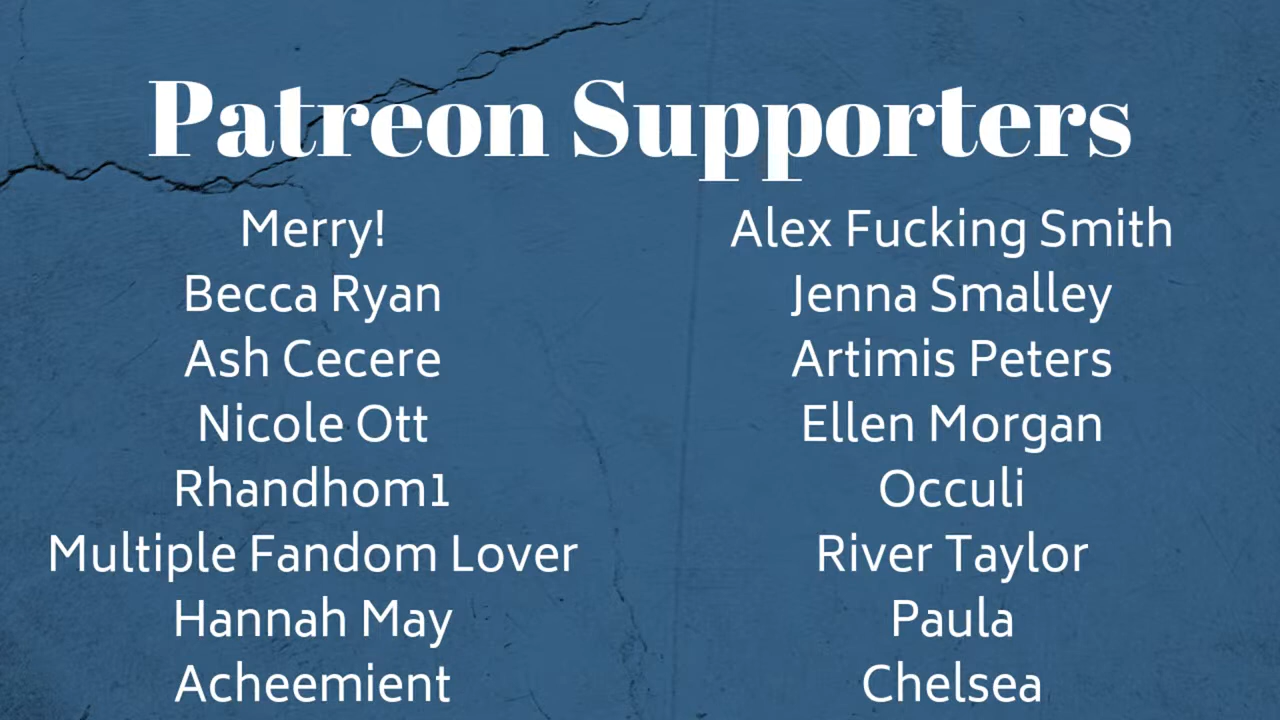 Patreon Supporters
Merry!
Becca Ryan
Ash Cecere
Nicole Ott
Rhandhom1
Multiple Fandom Lover
Hannah May
Acheemient
Alex Fucking Smith
Jenna Smalley
Artimis Peters
Ellen Morgan
Occuli
River Taylor
Paula
Chelsea